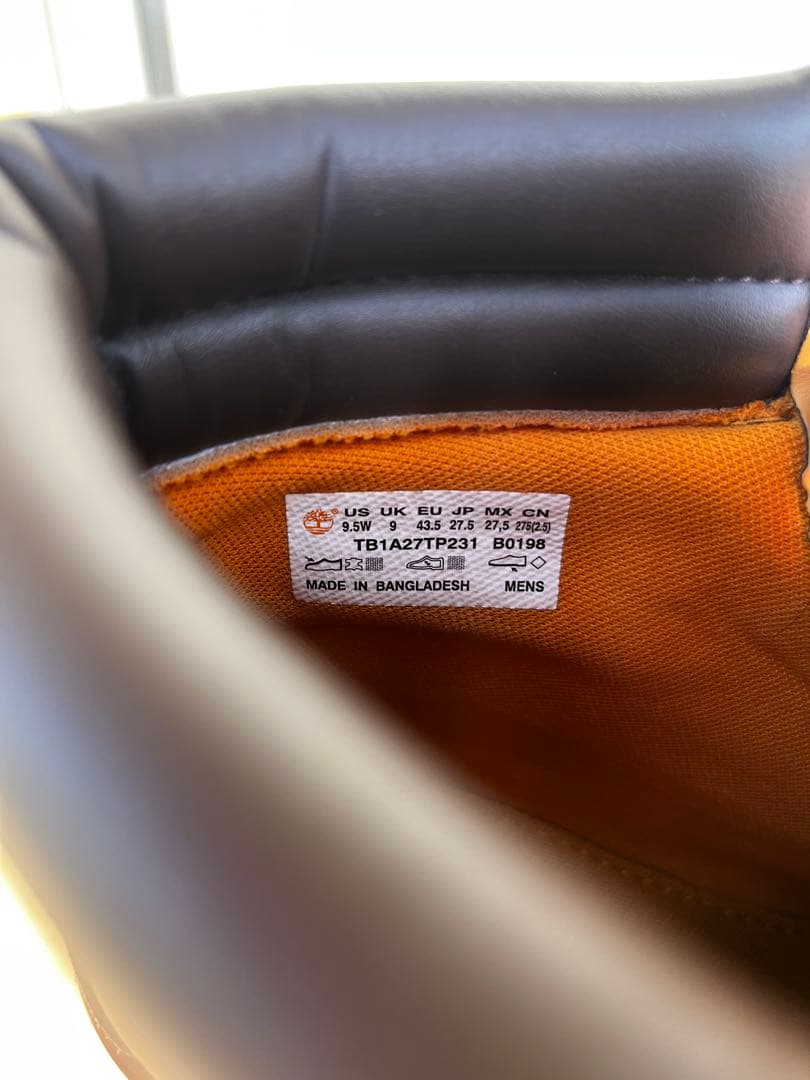 US UK EU JP MX CN
9.5W 9 43.5 27.5 27,5 275(2.5)
TB1A27TP231 B0198
MADE IN BANGLADESH MENS